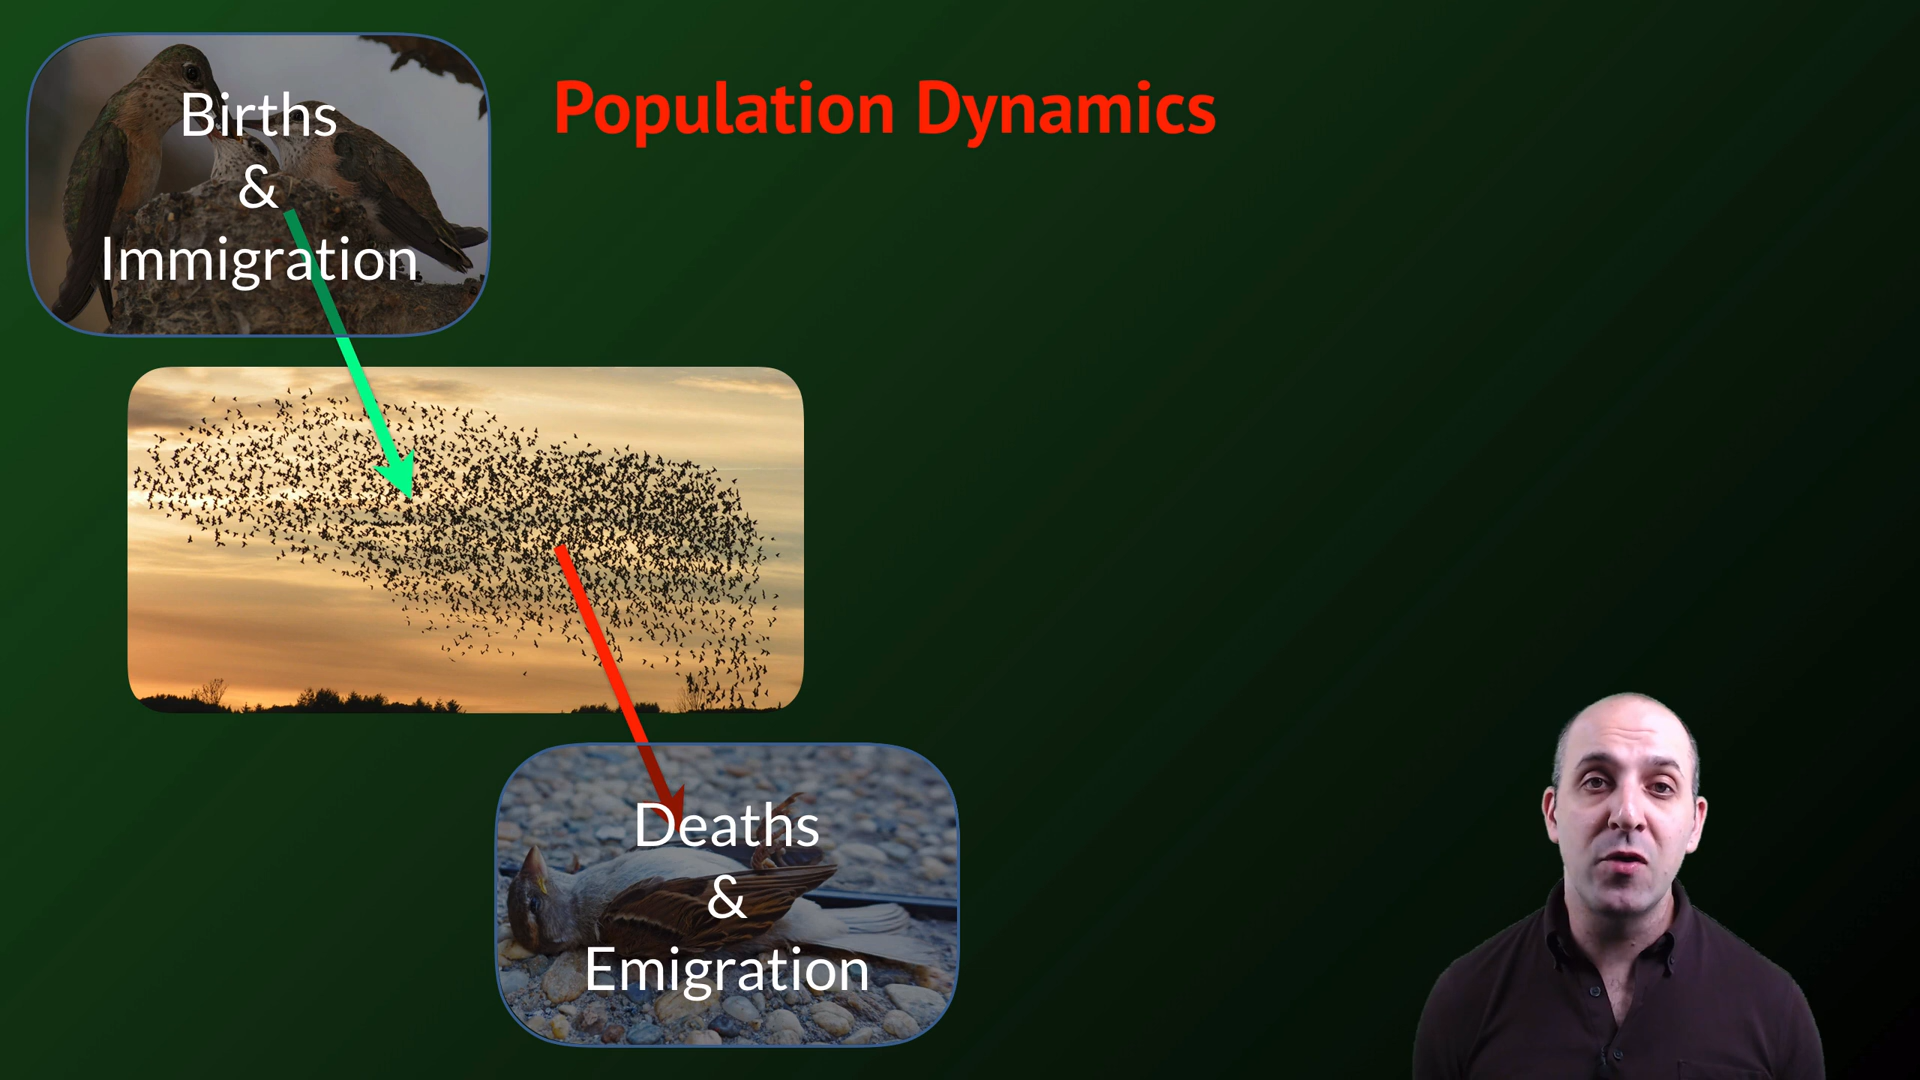 Births
&
Immigration
Population Dynamics
Deaths
&
Emigration